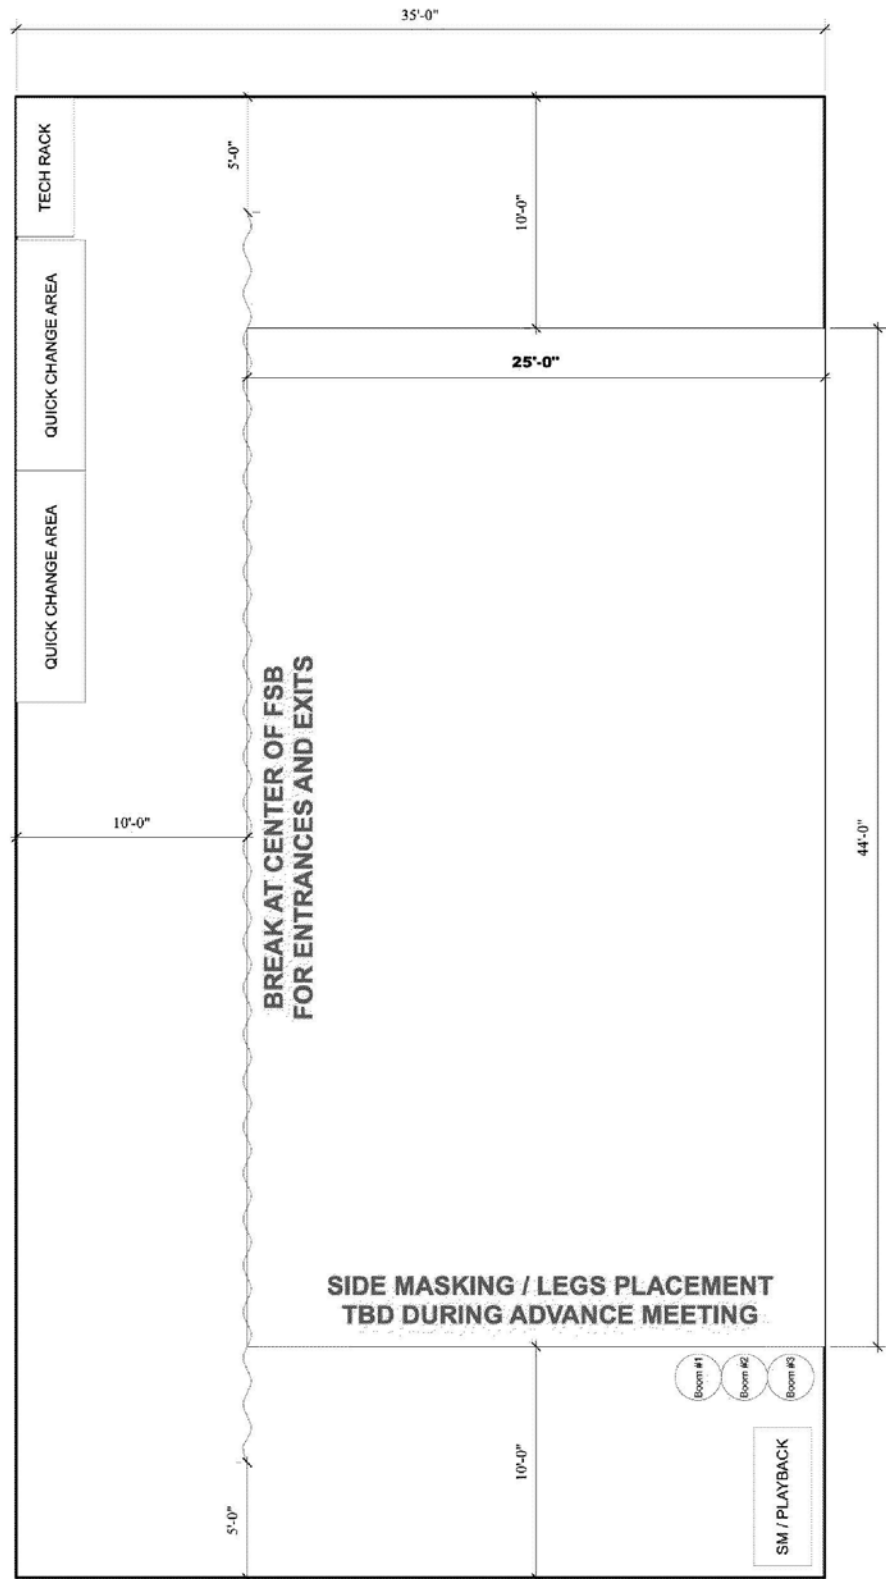 35'-0"
TECH RACK
5'-0"
10'-0"
QUICK CHANGE AREA
25'-0"
QUICK CHANGE AREA
BREAK AT CENTER OF FSB
FOR ENTRANCES AND EXITS
10'-0"
44'-0"
SIDE MASKING / LEGS PLACEMENT
TBD DURING ADVANCE MEETING
Boom #1
Boom #2
Boom #3
10'-0"
5'-0"
SM / PLAYBACK